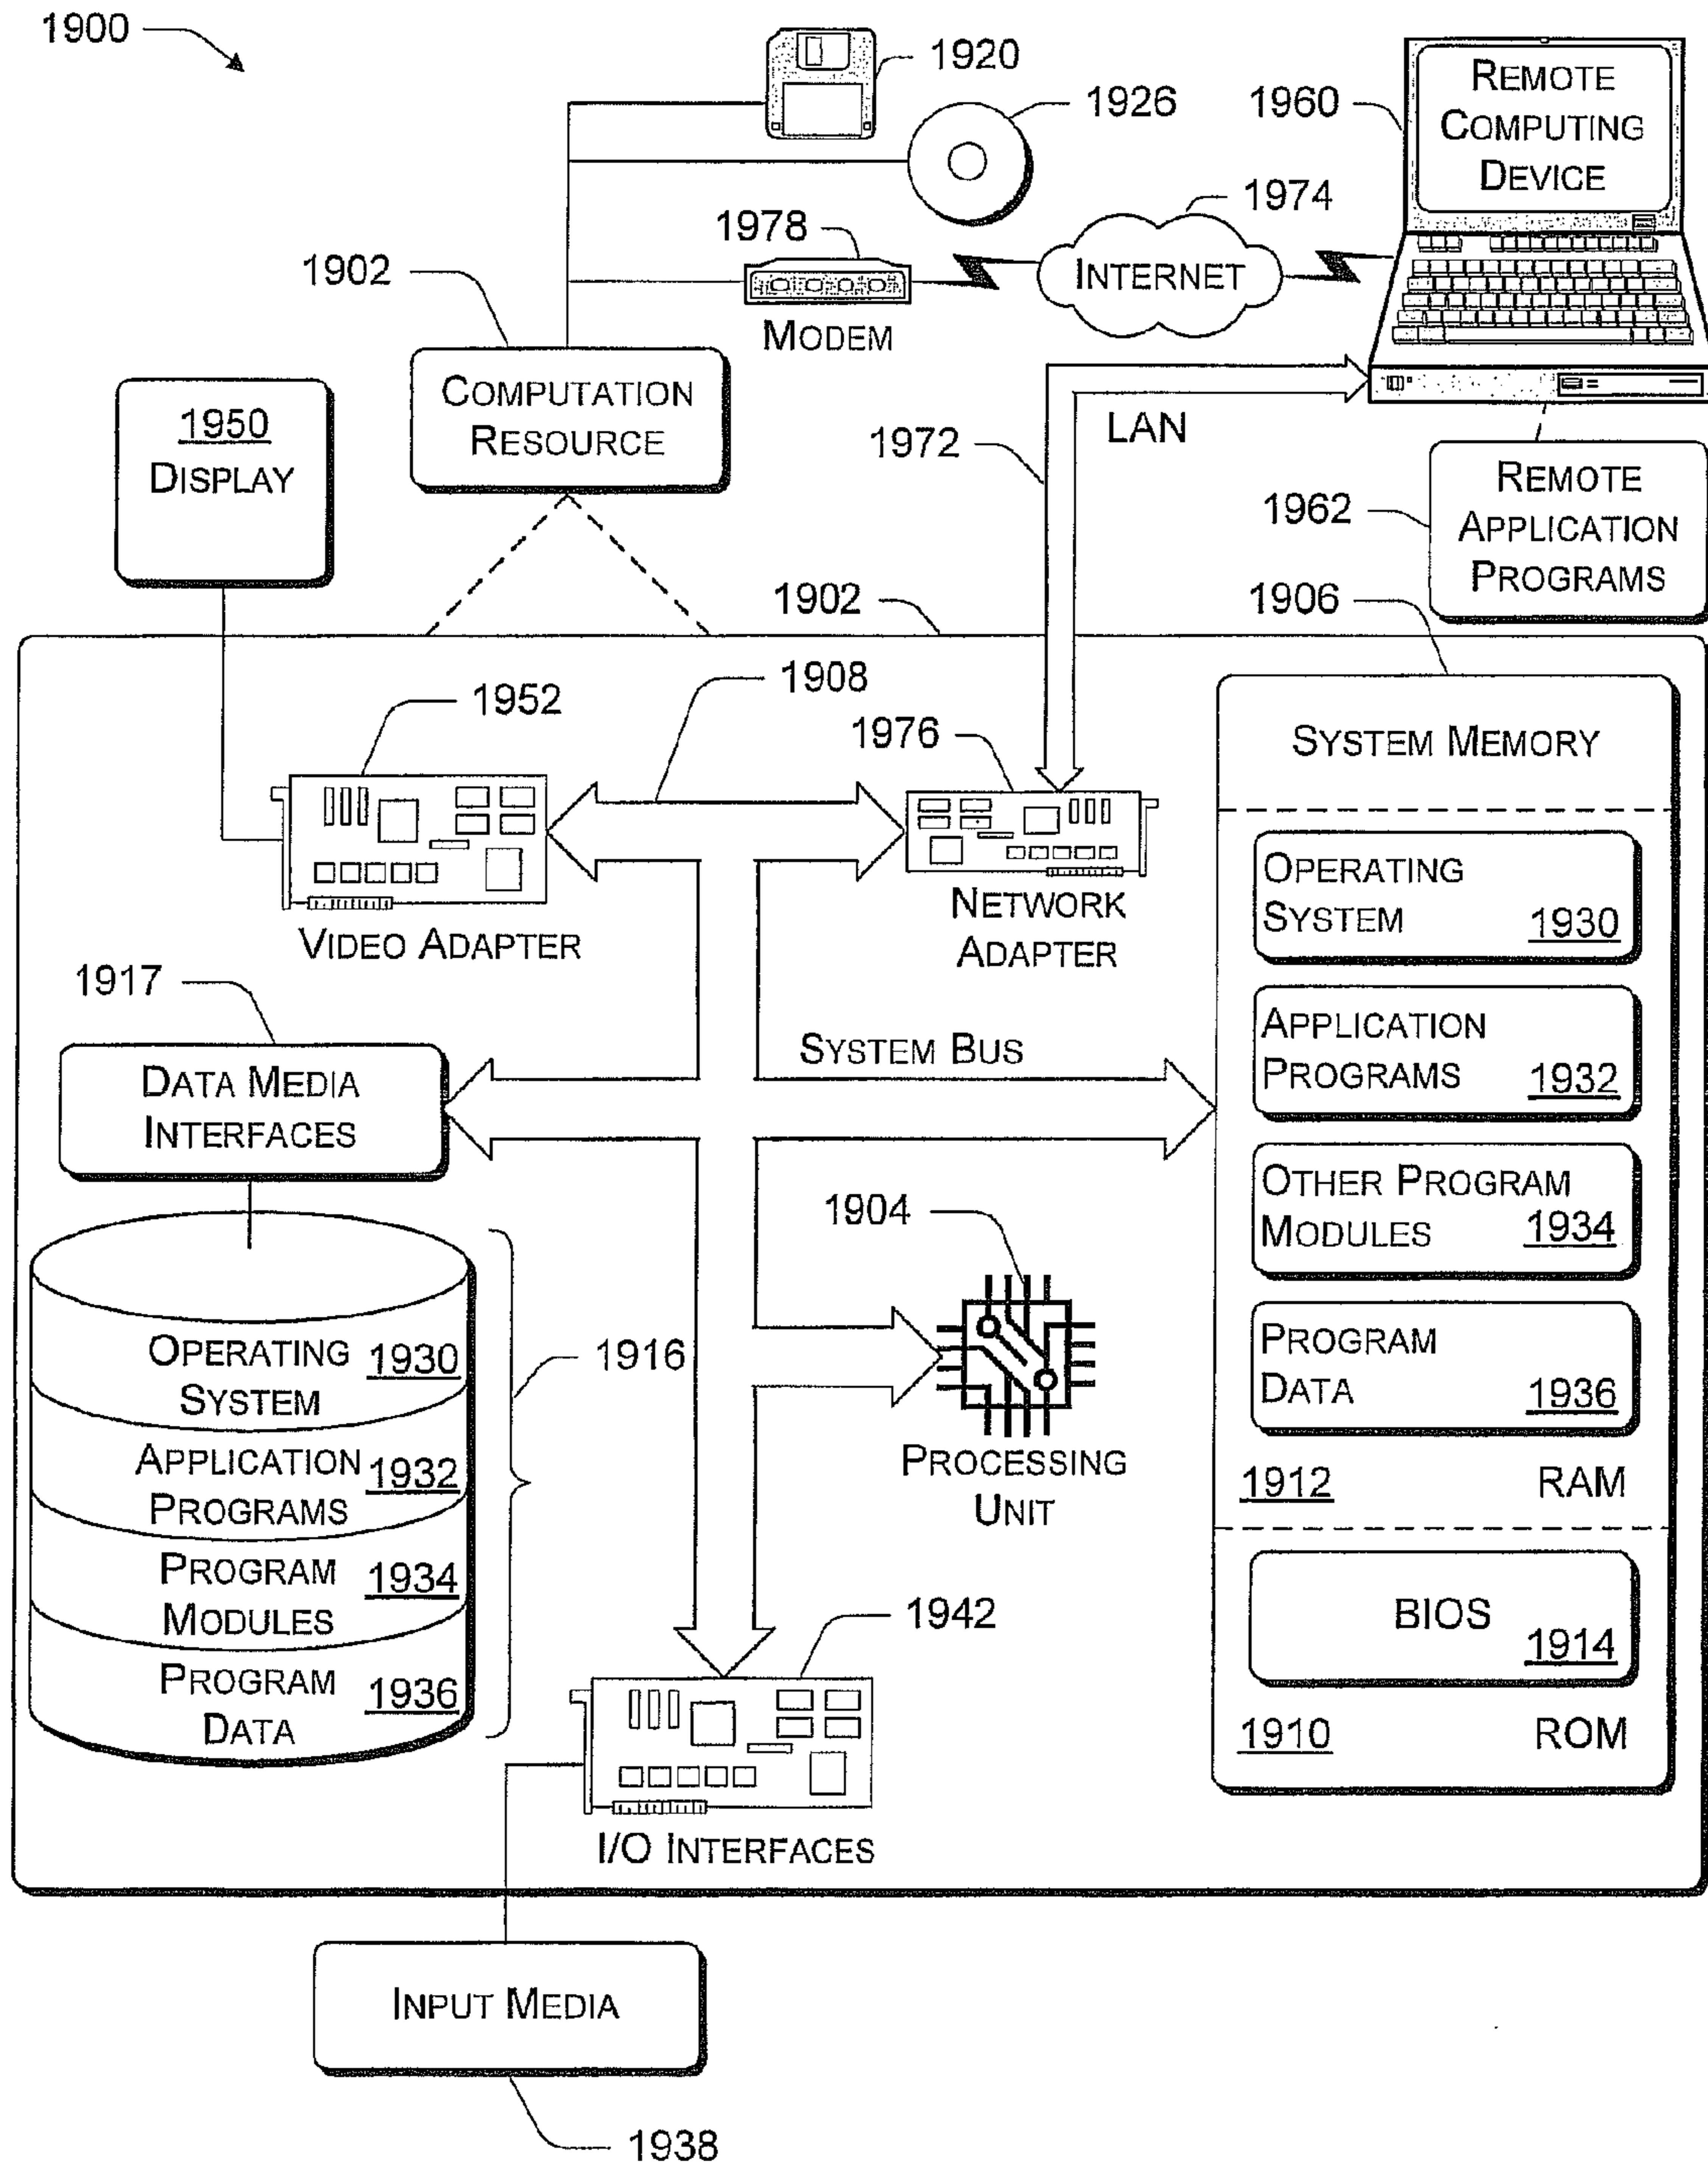 1900
1920
1926
1960
REMOTE
COMPUTING
DEVICE
1974
1978
INTERNET
1902
MODEM
COMPUTATION
RESOURCE
1950
DISPLAY
1972
LAN
1962
REMOTE
APPLICATION
PROGRAMS
1902
1906
1908
1952
1976
SYSTEM MEMORY
VIDEO ADAPTER
NETWORK
ADAPTER
OPERATING
SYSTEM 1930
1917
DATA MEDIA
INTERFACES
SYSTEM BUS
APPLICATION
PROGRAMS 1932
OTHER PROGRAM
MODULES 1934
1904
PROGRAM
DATA 1936
OPERATING 1930
SYSTEM
APPLICATION 1932
PROGRAMS
PROGRAM 1934
MODULES
PROGRAM 1936
DATA
1916
PROCESSING
UNIT
1912 RAM
BIOS
1914
1910 ROM
1942
I/O INTERFACES
INPUT MEDIA
1938